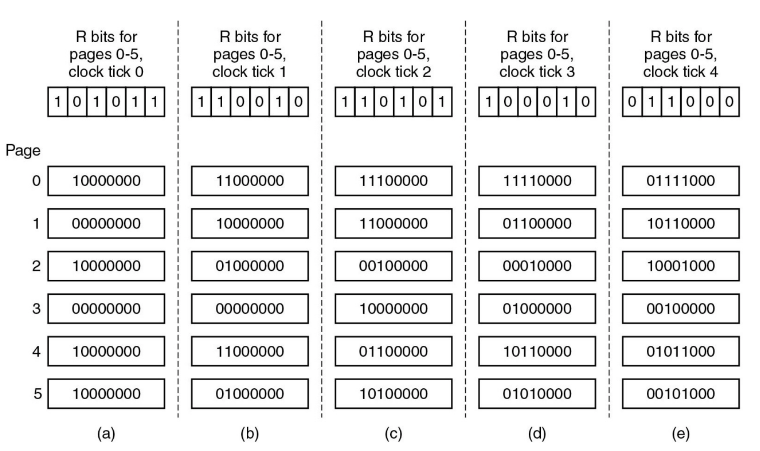 R bits for pages 0-5, clock tick 0
R bits for pages 0-5, clock tick 1
R bits for pages 0-5, clock tick 2
R bits for pages 0-5, clock tick 3
R bits for pages 0-5, clock tick 4
1 0 1 0 1 1
1 1 0 0 1 0
1 1 0 1 0 1
1 0 0 0 1 0
0 1 1 0 0 0
Page
0 10000000 11000000 11100000 11110000 01111000
1 00000000 10000000 11000000 01100000 10110000
2 10000000 01000000 00100000 00010000 10001000
3 00000000 00000000 10000000 01000000 00100000
4 10000000 11000000 01100000 10110000 01011000
5 10000000 01000000 10100000 01010000 00101000
(a) (b) (c) (d) (e)